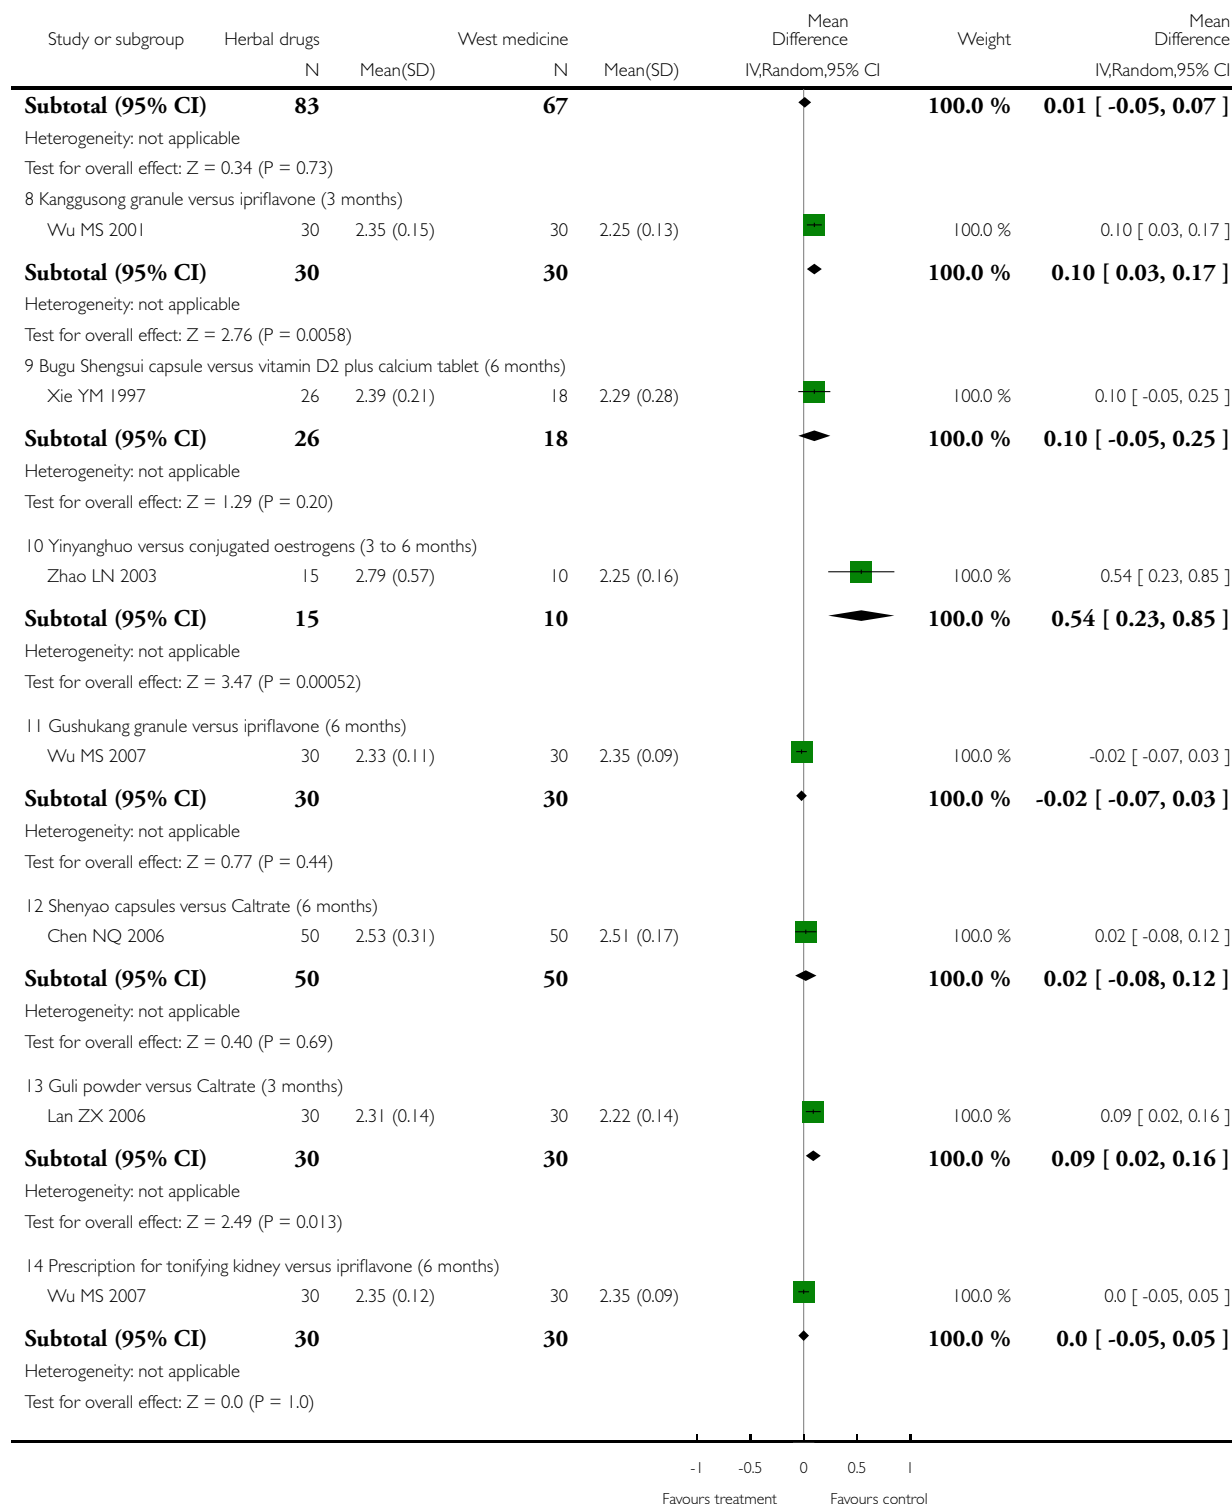 Study or subgroup Herbal drugs West medicine Mean Difference Weight Mean Difference
N Mean(SD) N Mean(SD) IV,Random,95% CI IV,Random,95% CI
Subtotal (95% CI) 83 67 100.0 % 0.01 [ -0.05, 0.07 ]
Heterogeneity: not applicable
Test for overall effect: Z = 0.34 (P = 0.73)
8 Kanggusong granule versus ipriflavone (3 months)
Wu MS 2001 30 2.35 (0.15) 30 2.25 (0.13) 100.0 % 0.10 [ 0.03, 0.17 ]
Subtotal (95% CI) 30 30 100.0 % 0.10 [ 0.03, 0.17 ]
Heterogeneity: not applicable
Test for overall effect: Z = 2.76 (P = 0.0058)
9 Bugu Shengsui capsule versus vitamin D2 plus calcium tablet (6 months)
Xie YM 1997 26 2.39 (0.21) 18 2.29 (0.28) 100.0 % 0.10 [ -0.05, 0.25 ]
Subtotal (95% CI) 26 18 100.0 % 0.10 [ -0.05, 0.25 ]
Heterogeneity: not applicable
Test for overall effect: Z = 1.29 (P = 0.20)
10 Yinyanghuo versus conjugated oestrogens (3 to 6 months)
Zhao LN 2003 15 2.79 (0.57) 10 2.25 (0.16) 100.0 % 0.54 [ 0.23, 0.85 ]
Subtotal (95% CI) 15 10 100.0 % 0.54 [ 0.23, 0.85 ]
Heterogeneity: not applicable
Test for overall effect: Z = 3.47 (P = 0.00052)
11 Gushukang granule versus ipriflavone (6 months)
Wu MS 2007 30 2.33 (0.11) 30 2.35 (0.09) 100.0 % -0.02 [ -0.07, 0.03 ]
Subtotal (95% CI) 30 30 100.0 % -0.02 [ -0.07, 0.03 ]
Heterogeneity: not applicable
Test for overall effect: Z = 0.77 (P = 0.44)
12 Shenyao capsules versus Caltrate (6 months)
Chen NQ 2006 50 2.53 (0.31) 50 2.51 (0.17) 100.0 % 0.02 [ -0.08, 0.12 ]
Subtotal (95% CI) 50 50 100.0 % 0.02 [ -0.08, 0.12 ]
Heterogeneity: not applicable
Test for overall effect: Z = 0.40 (P = 0.69)
13 Guli powder versus Caltrate (3 months)
Lan ZX 2006 30 2.31 (0.14) 30 2.22 (0.14) 100.0 % 0.09 [ 0.02, 0.16 ]
Subtotal (95% CI) 30 30 100.0 % 0.09 [ 0.02, 0.16 ]
Heterogeneity: not applicable
Test for overall effect: Z = 2.49 (P = 0.013)
14 Prescription for tonifying kidney versus ipriflavone (6 months)
Wu MS 2007 30 2.35 (0.12) 30 2.35 (0.09) 100.0 % 0.0 [ -0.05, 0.05 ]
Subtotal (95% CI) 30 30 100.0 % 0.0 [ -0.05, 0.05 ]
Heterogeneity: not applicable
Test for overall effect: Z = 0.0 (P = 1.0)
-1 -0.5 0 0.5 1
Favours treatment Favours control